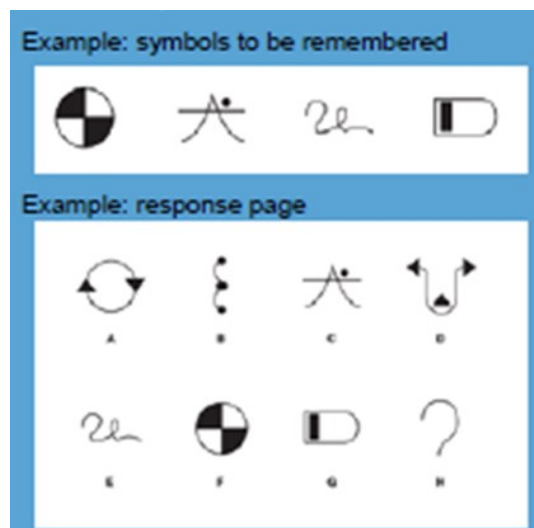 Example: symbols to be remembered
Example: response page
A B C D
E F G H